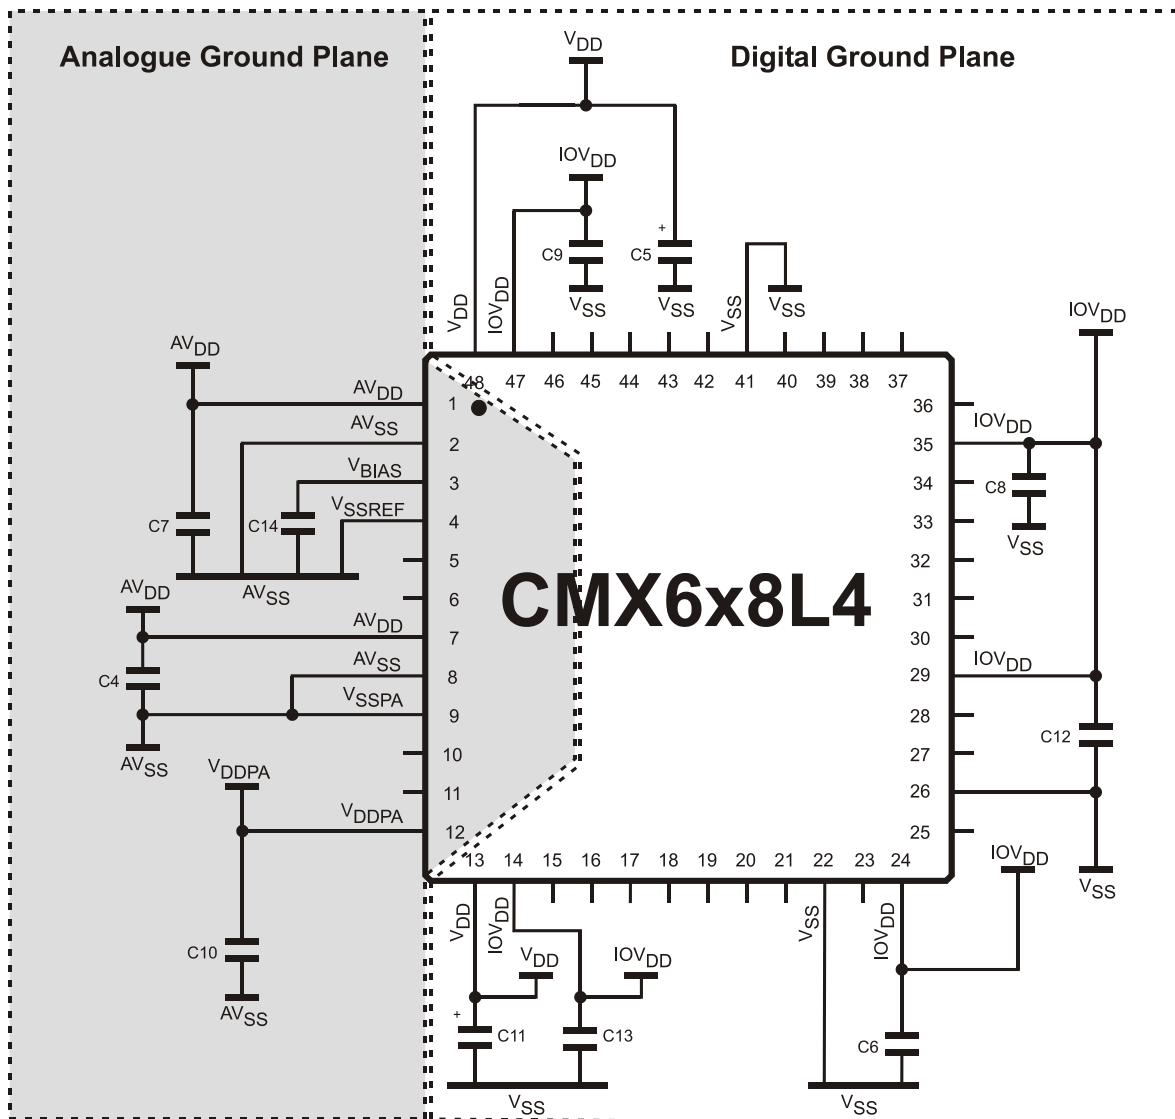 Analogue Ground Plane
Digital Ground Plane
VDD
IOVDD
C9
+
C5
VSS
VSS
VDD
IOVDD
VSS
VSS
IOVDD
AVDD
48 47 46 45 44 43 42 41 40 39 38 37
AVDD 1
AVSS 2
VBIAS 3
VSSREF 4
C7
C14
5
6
AVSS
AVDD
AVDD 7
AVSS 8
VSSPA 9
C4
AVSS
10
11
VDDPA
VDDPA 12
CMX6x8L4
36
35 IOVDD
34
33
32
31
30
29 IOVDD
28
27
26
25
C8
VSS
C12
VSS
13 14 15 16 17 18 19 20 21 22 23 24
VDD
IOVDD
VSS
IOVDD
IOVDD
C10
AVSS
VDD
IOVDD
+
C11
C13
C6
VSS
VSS